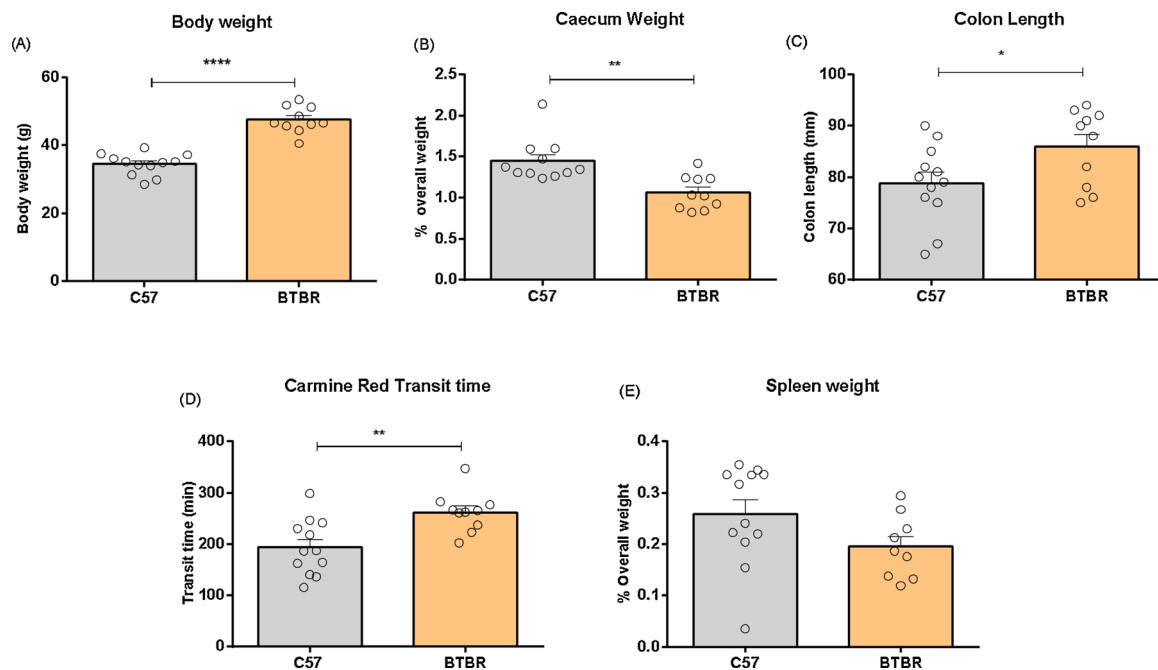 Body weight
Caecum Weight
Colon Length
(A)
(B)
(C)
****
**
*
Body weight (g)
60
40
20
0
C57
BTBR
% overall weight
2.5
2.0
1.5
1.0
0.5
0.0
C57
BTBR
Colon length (mm)
100
90
80
70
60
C57
BTBR
Carmine Red Transit time
Spleen weight
(D)
(E)
**
Transit time (min)
400
300
200
100
0
C57
BTBR
% Overall weight
0.4
0.3
0.2
0.1
0.0
C57
BTBR